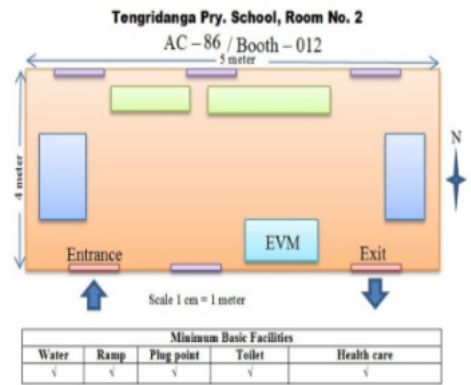 Tengridanga Pry. School, Room No. 2
AC – 86 / Booth – 012
5 meter
4 meter
N
EVM
Entrance
Exit
Scale 1 cm = 1 meter
Minimum Basic Facilities
Water Ramp Plug point Toilet Health care
√ √ √ √ √